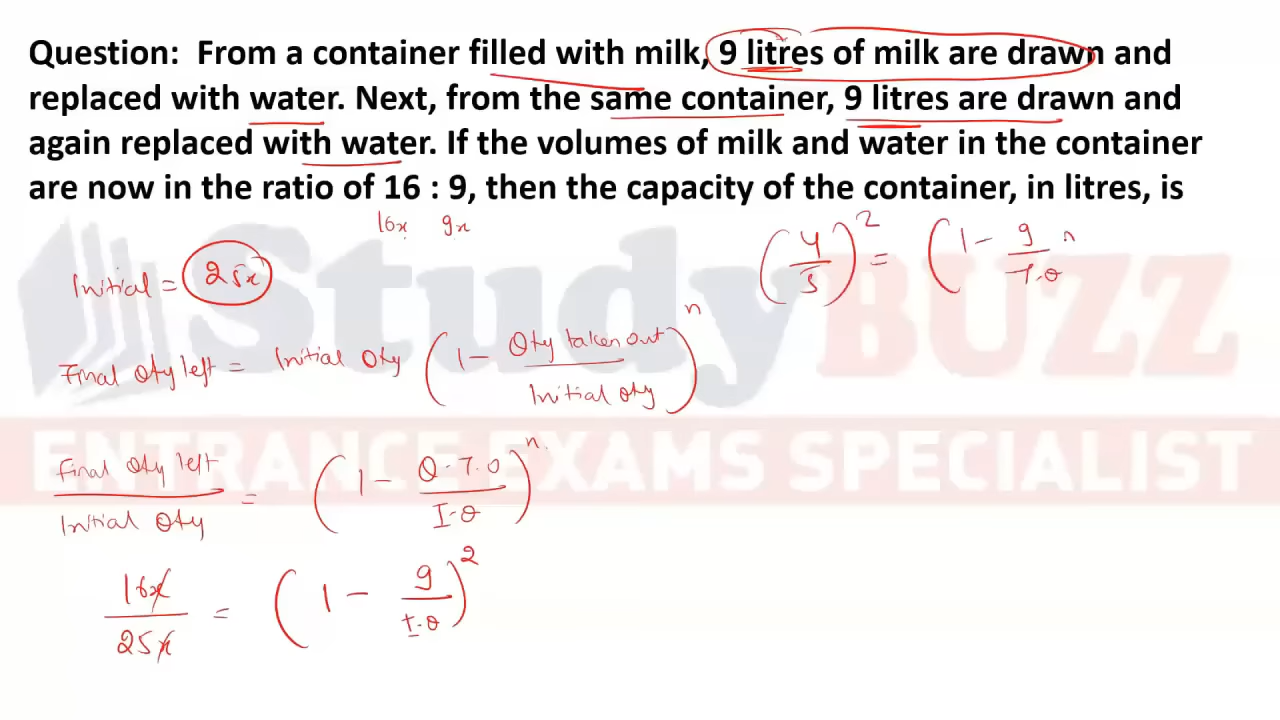 Question: From a container filled with milk, 9 litres of milk are drawn and
replaced with water. Next, from the same container, 9 litres are drawn and
again replaced with water. If the volumes of milk and water in the container
are now in the ratio of 16 : 9, then the capacity of the container, in litres, is
16x 9x
Initial = 25x
(4/5)² = (1 - 9/I.Q
Final Qty left = Initial Qty (1 - Qty taken out/Initial Qty)ⁿ
StudyBUZZ
ENTRANCE EXAMS SPECIALIST
Final Qty left/Initial Qty = (1 - Q.T.O/I.Q)ⁿ
16x/25x = (1 - 9/I.Q)²